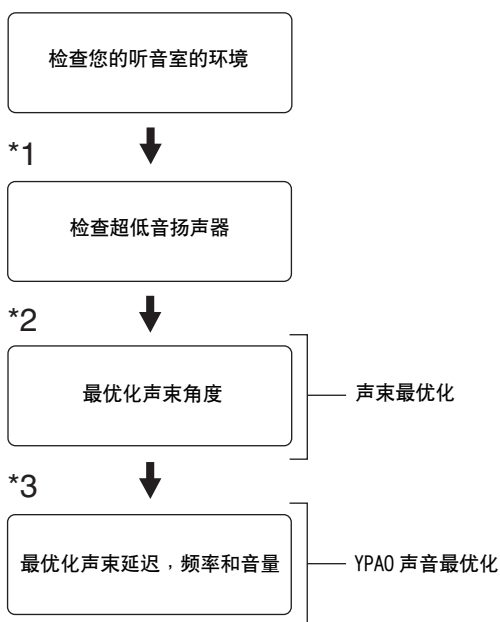 检查您的听音室的环境
*1
检查超低音扬声器
*2
最优化声束角度
声束最优化
*3
最优化声束延迟，频率和音量
YPAO 声音最优化